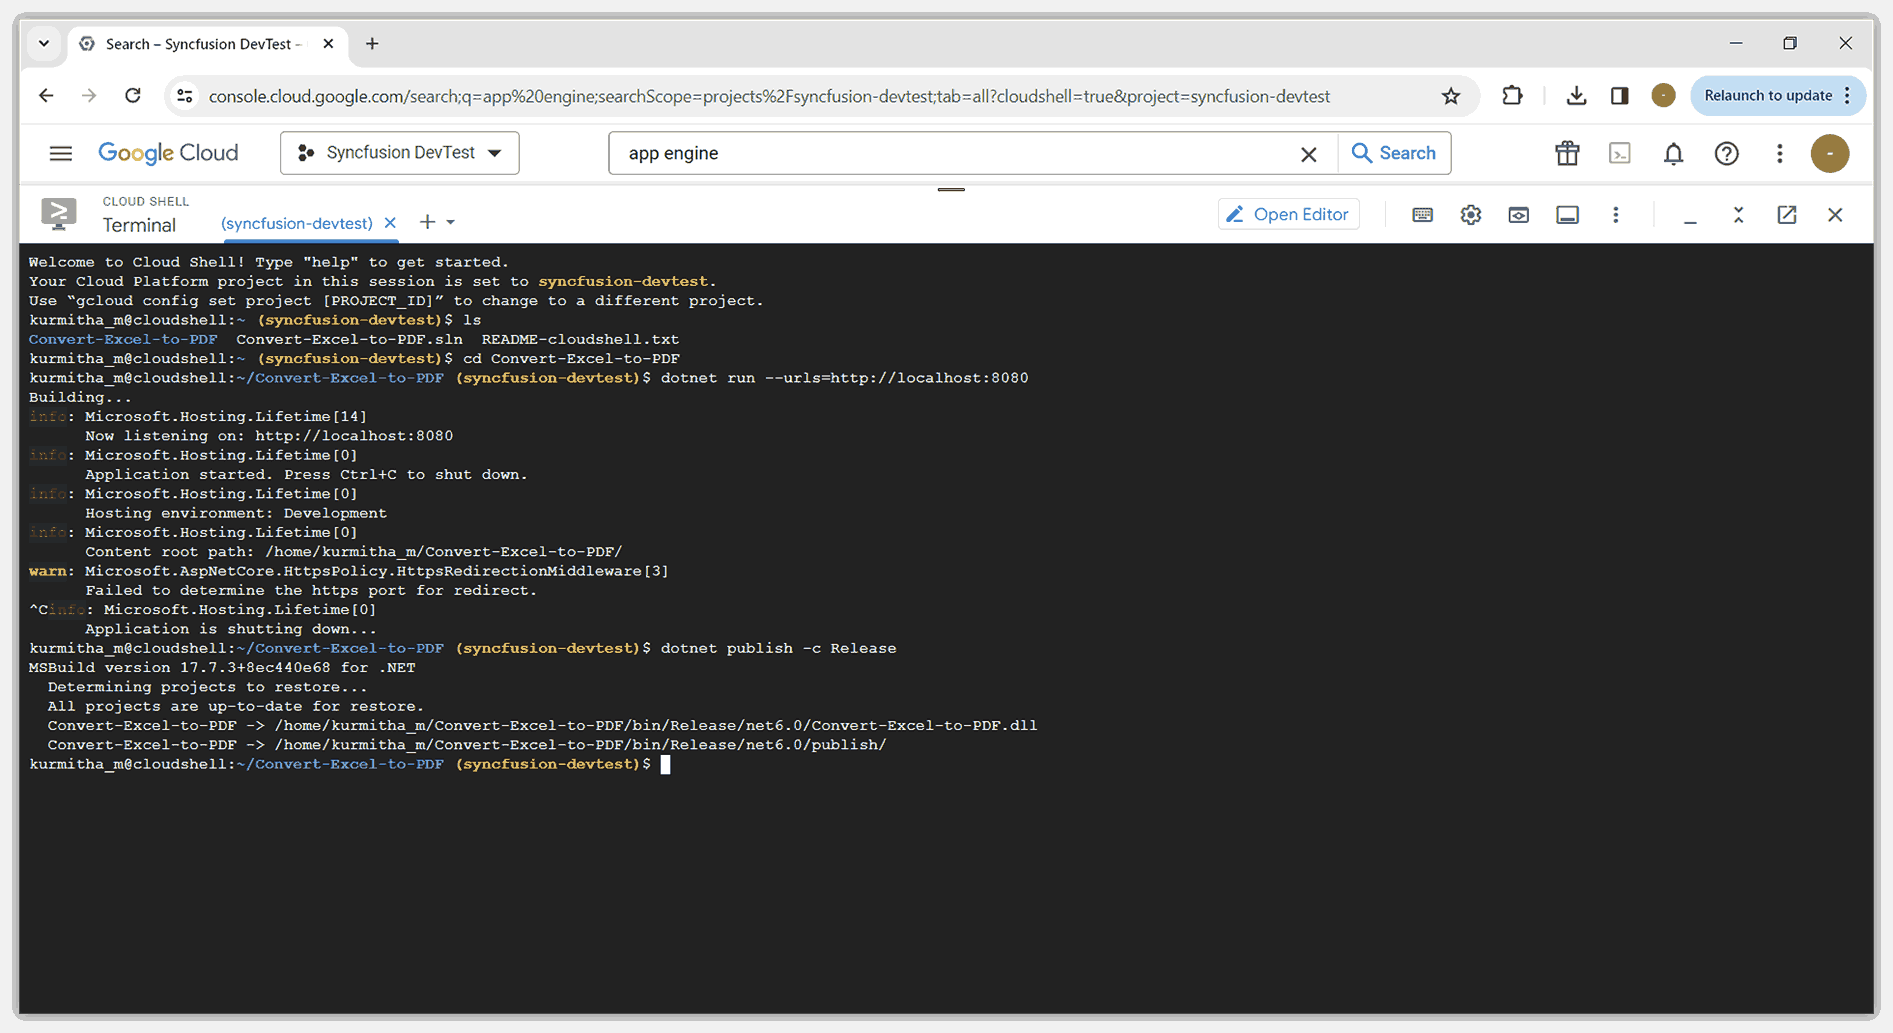 Search – Syncfusion DevTest –
console.cloud.google.com/search;q=app%20engine;searchScope=projects%2Fsyncfusion-devtest;tab=all?cloudshell=true&project=syncfusion-devtest
Relaunch to update
Google Cloud
Syncfusion DevTest
app engine
Search
CLOUD SHELL
Terminal
(syncfusion-devtest)
Open Editor
Welcome to Cloud Shell! Type "help" to get started.
Your Cloud Platform project in this session is set to syncfusion-devtest.
Use “gcloud config set project [PROJECT_ID]” to change to a different project.
kurmitha_m@cloudshell:~ (syncfusion-devtest)$ ls
Convert-Excel-to-PDF  Convert-Excel-to-PDF.sln  README-cloudshell.txt
kurmitha_m@cloudshell:~ (syncfusion-devtest)$ cd Convert-Excel-to-PDF
kurmitha_m@cloudshell:~/Convert-Excel-to-PDF (syncfusion-devtest)$ dotnet run --urls=http://localhost:8080
Building...
info: Microsoft.Hosting.Lifetime[14]
      Now listening on: http://localhost:8080
info: Microsoft.Hosting.Lifetime[0]
      Application started. Press Ctrl+C to shut down.
info: Microsoft.Hosting.Lifetime[0]
      Hosting environment: Development
info: Microsoft.Hosting.Lifetime[0]
      Content root path: /home/kurmitha_m/Convert-Excel-to-PDF/
warn: Microsoft.AspNetCore.HttpsPolicy.HttpsRedirectionMiddleware[3]
      Failed to determine the https port for redirect.
^Cinfo: Microsoft.Hosting.Lifetime[0]
      Application is shutting down...
kurmitha_m@cloudshell:~/Convert-Excel-to-PDF (syncfusion-devtest)$ dotnet publish -c Release
MSBuild version 17.7.3+8ec440e68 for .NET
  Determining projects to restore...
  All projects are up-to-date for restore.
  Convert-Excel-to-PDF -> /home/kurmitha_m/Convert-Excel-to-PDF/bin/Release/net6.0/Convert-Excel-to-PDF.dll
  Convert-Excel-to-PDF -> /home/kurmitha_m/Convert-Excel-to-PDF/bin/Release/net6.0/publish/
kurmitha_m@cloudshell:~/Convert-Excel-to-PDF (syncfusion-devtest)$